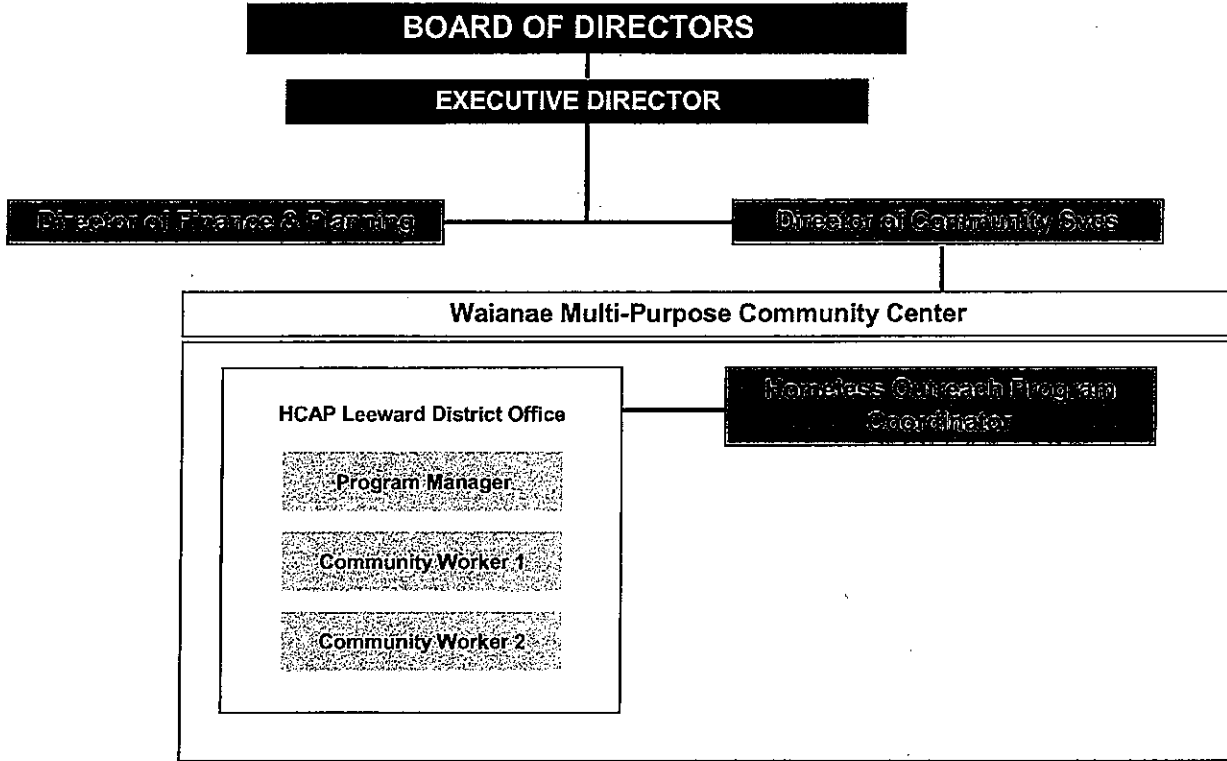 BOARD OF DIRECTORS
EXECUTIVE DIRECTOR
Director of Finance & Planning
Director of Community Svcs
Waianae Multi-Purpose Community Center
HCAP Leeward District Office
Homeless Outreach Program
Coordinator
Program Manager
Community Worker 1
Community Worker 2